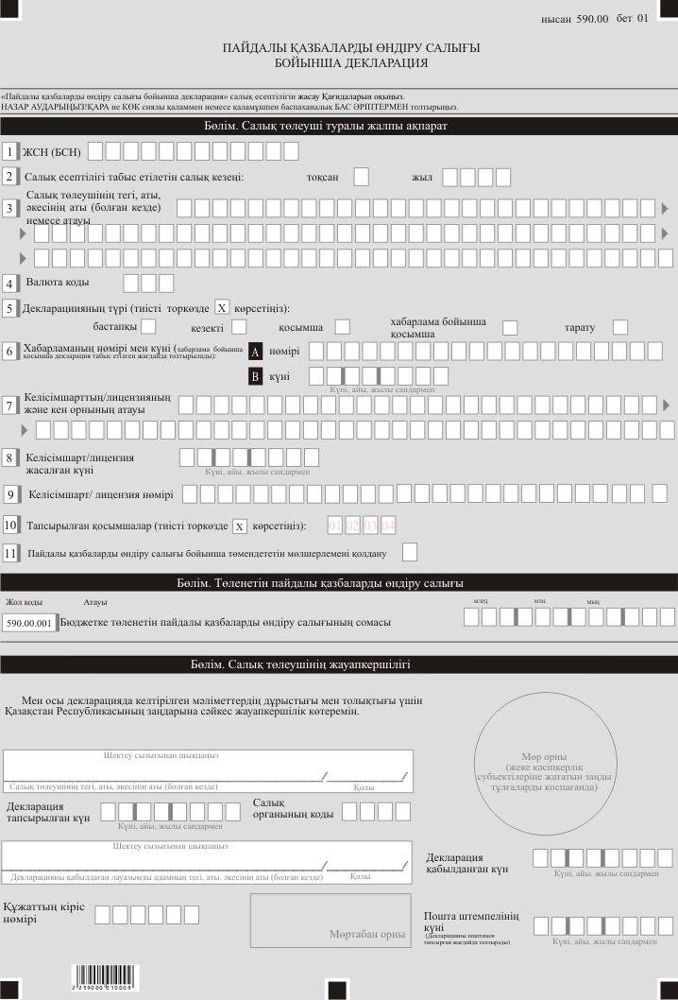 нысан 590.00 бет 01
ПАЙДАЛЫ ҚАЗБАЛАРДЫ ӨНДІРУ САЛЫҒЫ
БОЙЫНША ДЕКЛАРАЦИЯ
«Пайдалы қазбаларды өндіру салығы бойынша декларация» салық есептілігін жасау Қағидаларын оқыңыз.
НАЗАР АУДАРЫҢЫЗ!ҚАРА не КӨК сиялы қаламмен немесе қаламұшпен баспаханалық БАС ӘРІПТЕРМЕН толтырыңыз.
Бөлім. Салық төлеуші туралы жалпы ақпарат
1 ЖСН (БСН)
2 Салық есептілігі табыс етілетін салық кезеңі: тоқсан жыл
3 Салық төлеушінің тегі, аты,
әкесінің аты (болған кезде)
немесе атауы
4 Валюта коды
5 Декларацииянын түрі (тиісті торкөзде X көрсетіңіз):
бастапқы кезекті қосымша хабарлама бойынша
қосымша тарату
6 Хабарламаның нөмірі мен күні (хабарлама бойынша
қосымша декларация табыс етілген жағдайда толтырылады): A нөмірі
B күні
Күні, айы, жылы сандармен
7 Келісімшарттың/лицензияның
және кен орнының атауы
8 Келісімшарт/лицензия
жасалған күні
Күні, айы, жылы сандармен
9 Келісімшарт/ лицензия нөмірі
10 Тапсырылған қосымшалар (тиісті торкөзде X көрсетіңіз): 01 02 03 04
11 Пайдалы қазбаларды өндіру салығы бойынша төмендететін мөлшерлемені қолдану
Бөлім. Төленетін пайдалы қазбаларды өндіру салығы
Жол коды Атауы млрд млн. мың
590.00.001 Бюджетке төленетін пайдалы қазбаларды өндіру салығының сомасы
Бөлім. Салық төлеушінің жауапкершілігі
Мен осы декларацияда келтірілген мәліметтердің дұрыстығы мен толықтығы үшін
Қазақстан Республикасының заңдарына сәйкес жауапкершілік көтеремін.
Шектеу сызығынан шықпаңыз
Салық төлеушінің тегі, аты, әкесінің аты (болған кезде) Қолы
Мөр орны
(жеке кәсіпкерлік
субъектілеріне жататын заңды
тұлғаларды қоспағанда)
Декларация
тапсырылған күн
Күні, айы, жылы сандармен
Салық
органының коды
Шектеу сызығынан шықпаңыз
Декларацияны қабылдаған лауазымды адамның тегі, аты, әкесінің аты (болған кезде) Қолы
Декларация
қабылданған күн
Күні, айы, жылы сандармен
Құжаттың кіріс
нөмірі
Мөртабан орны
Пошта штемпелінің
күні
(Декларацияны поштамен
тапсырған жағдайда толтырады)
Күні, айы, жылы сандармен
2 259000 010009